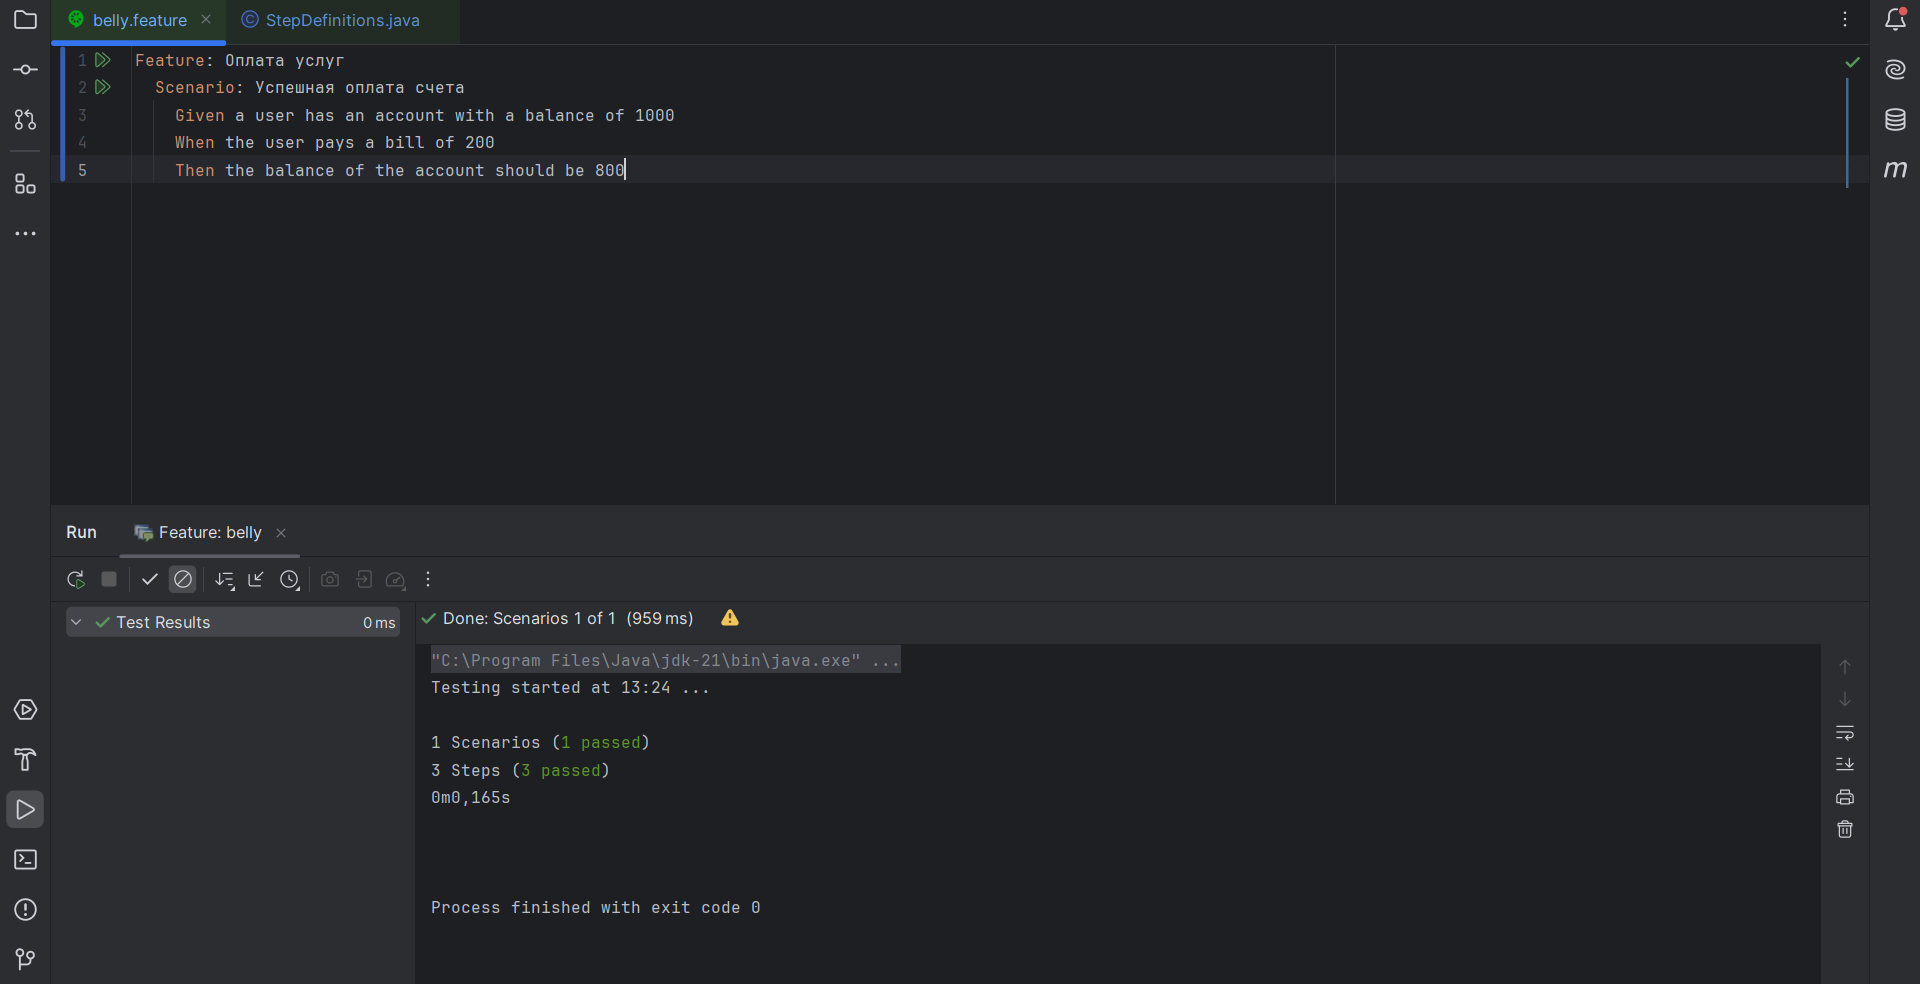 belly.feature
StepDefinitions.java
1 Feature: Оплата услуг
2 Scenario: Успешная оплата счета
3 Given a user has an account with a balance of 1000
4 When the user pays a bill of 200
5 Then the balance of the account should be 800
m
Run Feature: belly
Test Results 0 ms
Done: Scenarios 1 of 1 (959 ms)
"C:\Program Files\Java\jdk-21\bin\java.exe" ...
Testing started at 13:24 ...
1 Scenarios (1 passed)
3 Steps (3 passed)
0m0,165s
Process finished with exit code 0